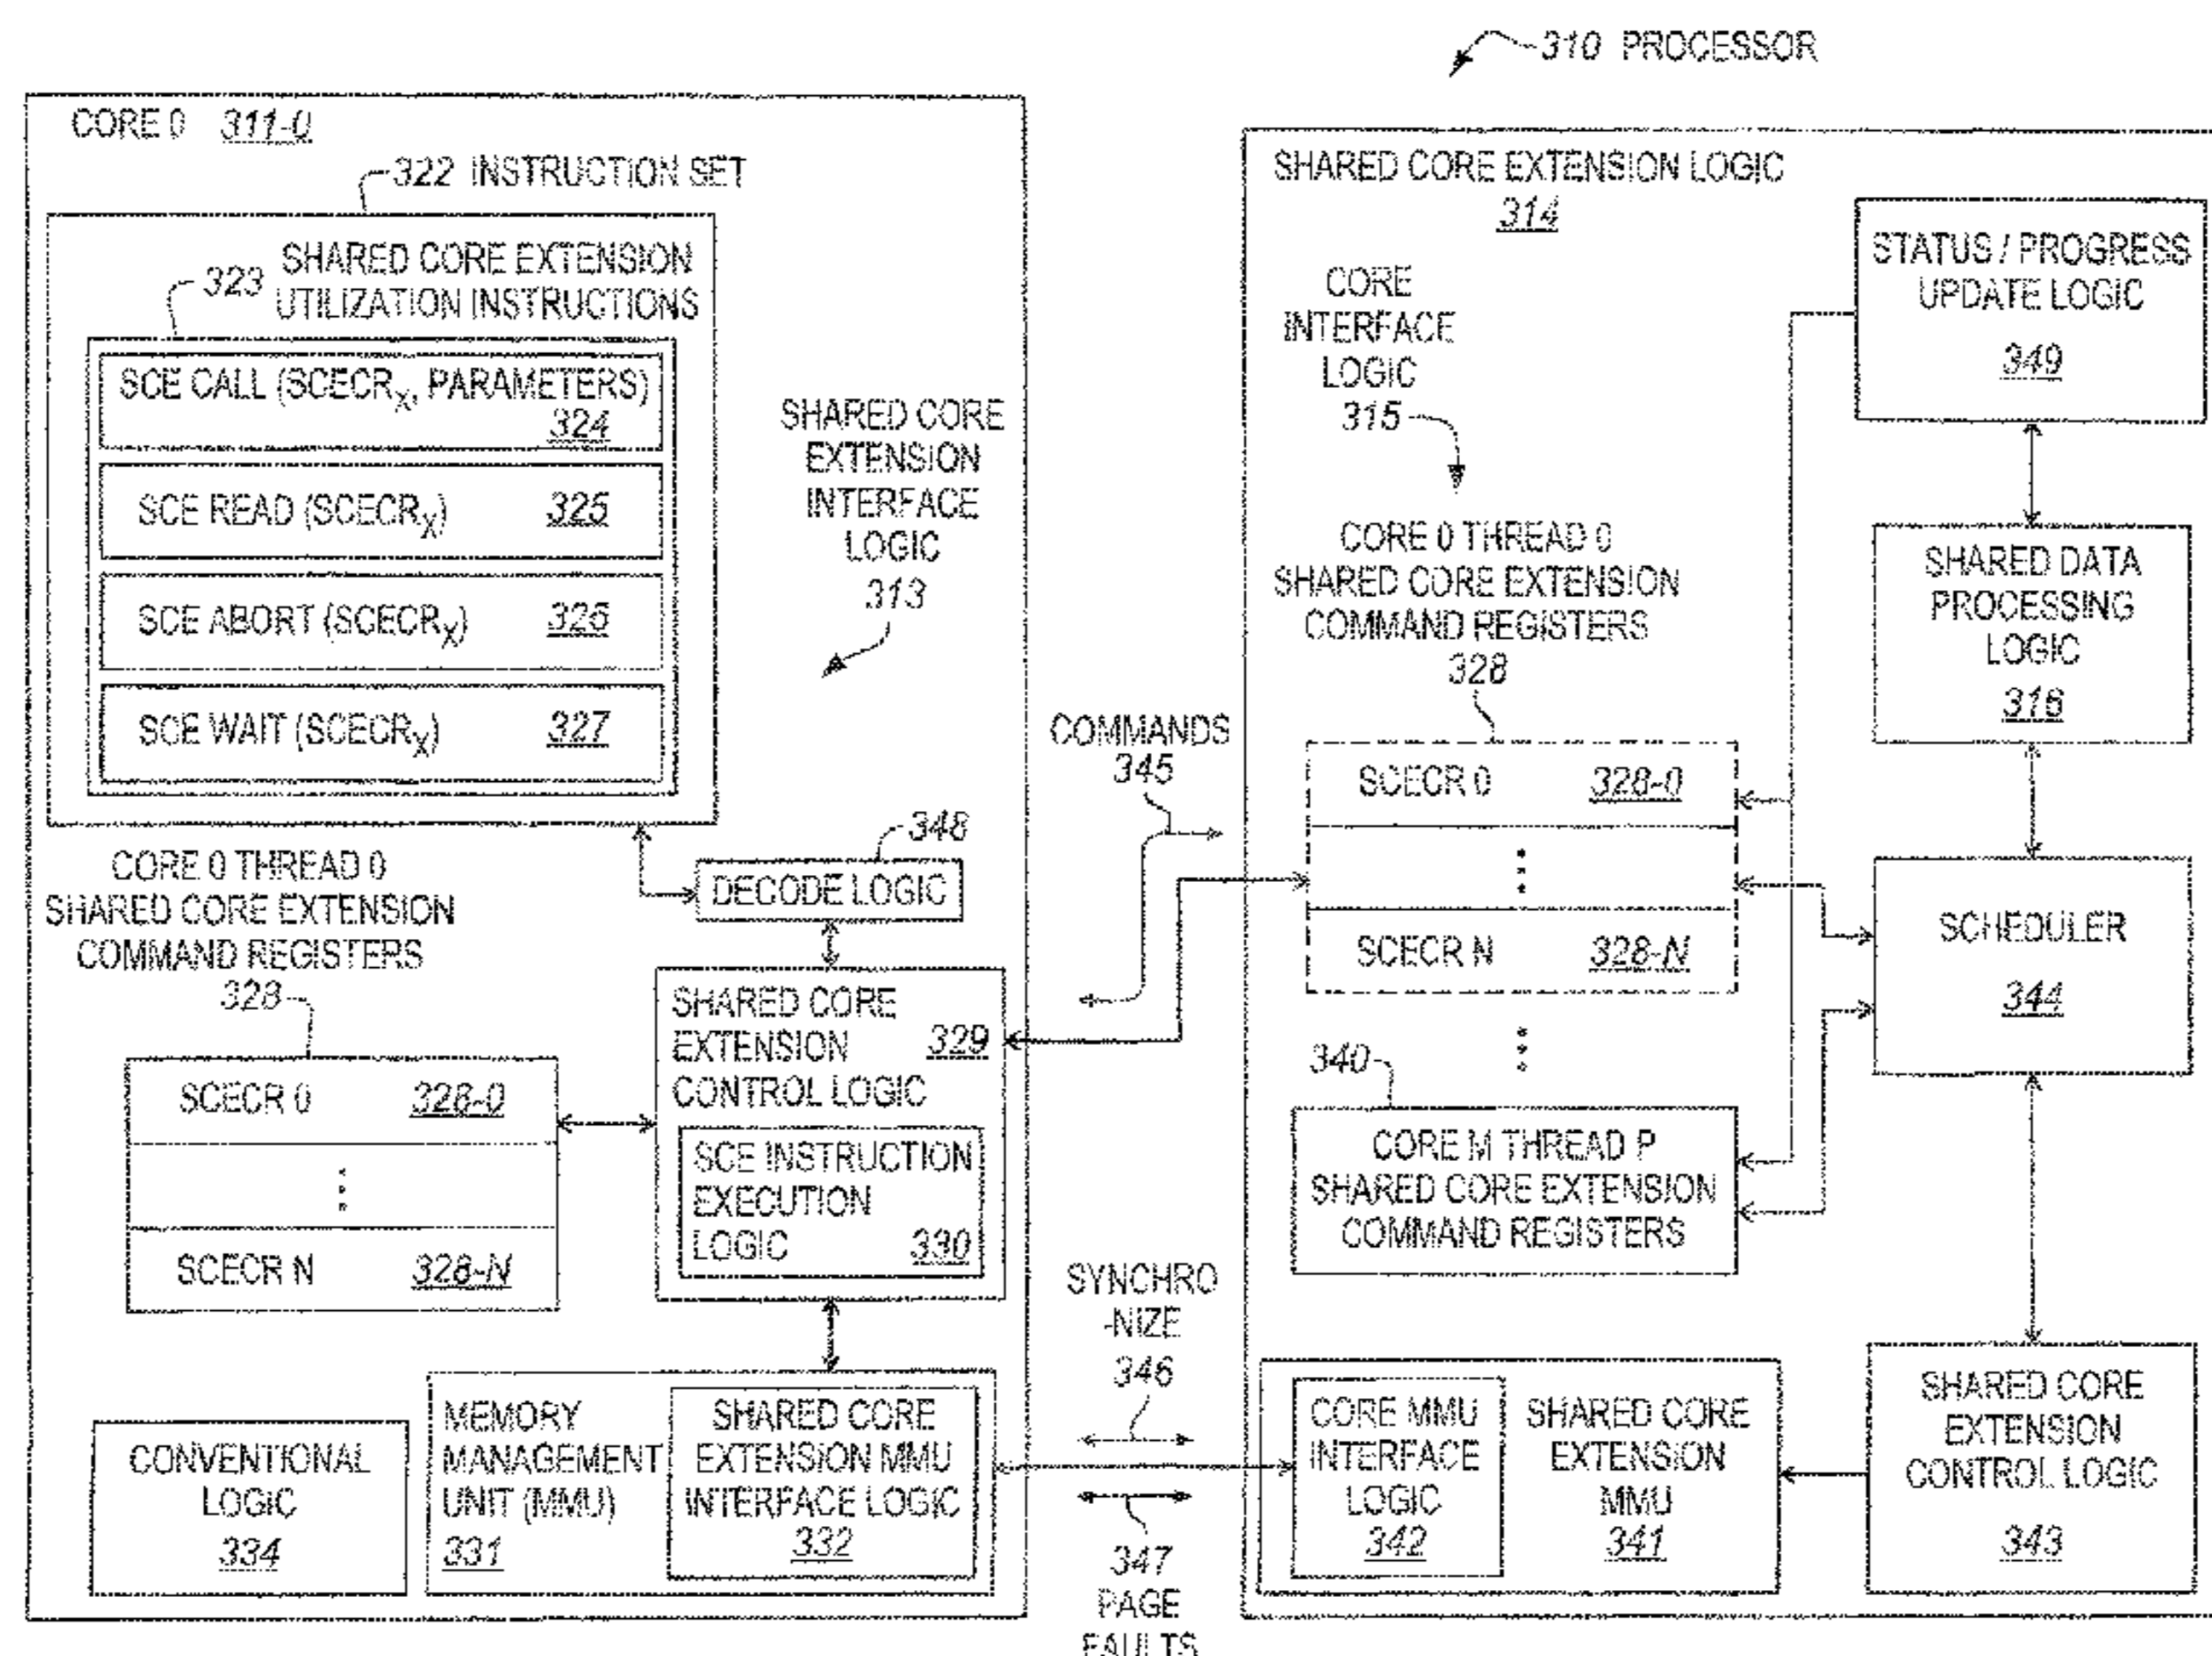 310 PROCESSOR
CORE 0 311-0
322 INSTRUCTION SET
323
SHARED CORE EXTENSION
UTILIZATION INSTRUCTIONS
SCE CALL (SCECRX, PARAMETERS)
324
SCE READ (SCECRX) 325
SCE ABORT (SCECRX) 326
SCE WAIT (SCECRX) 327
SHARED CORE
EXTENSION
INTERFACE
LOGIC
313
348
DECODE LOGIC
CORE 0 THREAD 0
SHARED CORE EXTENSION
COMMAND REGISTERS
328
SCECR 0 328-0
SCECR N 328-N
SHARED CORE
EXTENSION 329
CONTROL LOGIC
SCE INSTRUCTION
EXECUTION
LOGIC 330
CONVENTIONAL
LOGIC
334
MEMORY
MANAGEMENT
UNIT (MMU)
331
SHARED CORE
EXTENSION MMU
INTERFACE LOGIC
332
COMMANDS
345
SYNCHRO
-NIZE
346
347
PAGE
FAULTS
SHARED CORE EXTENSION LOGIC
314
CORE
INTERFACE
LOGIC
315
CORE 0 THREAD 0
SHARED CORE EXTENSION
COMMAND REGISTERS
328
SCECR 0 328-0
SCECR N 328-N
340
CORE M THREAD P
SHARED CORE EXTENSION
COMMAND REGISTERS
CORE MMU
INTERFACE
LOGIC
342
SHARED CORE
EXTENSION
MMU
341
STATUS / PROGRESS
UPDATE LOGIC
349
SHARED DATA
PROCESSING
LOGIC
316
SCHEDULER
344
SHARED CORE
EXTENSION
CONTROL LOGIC
343